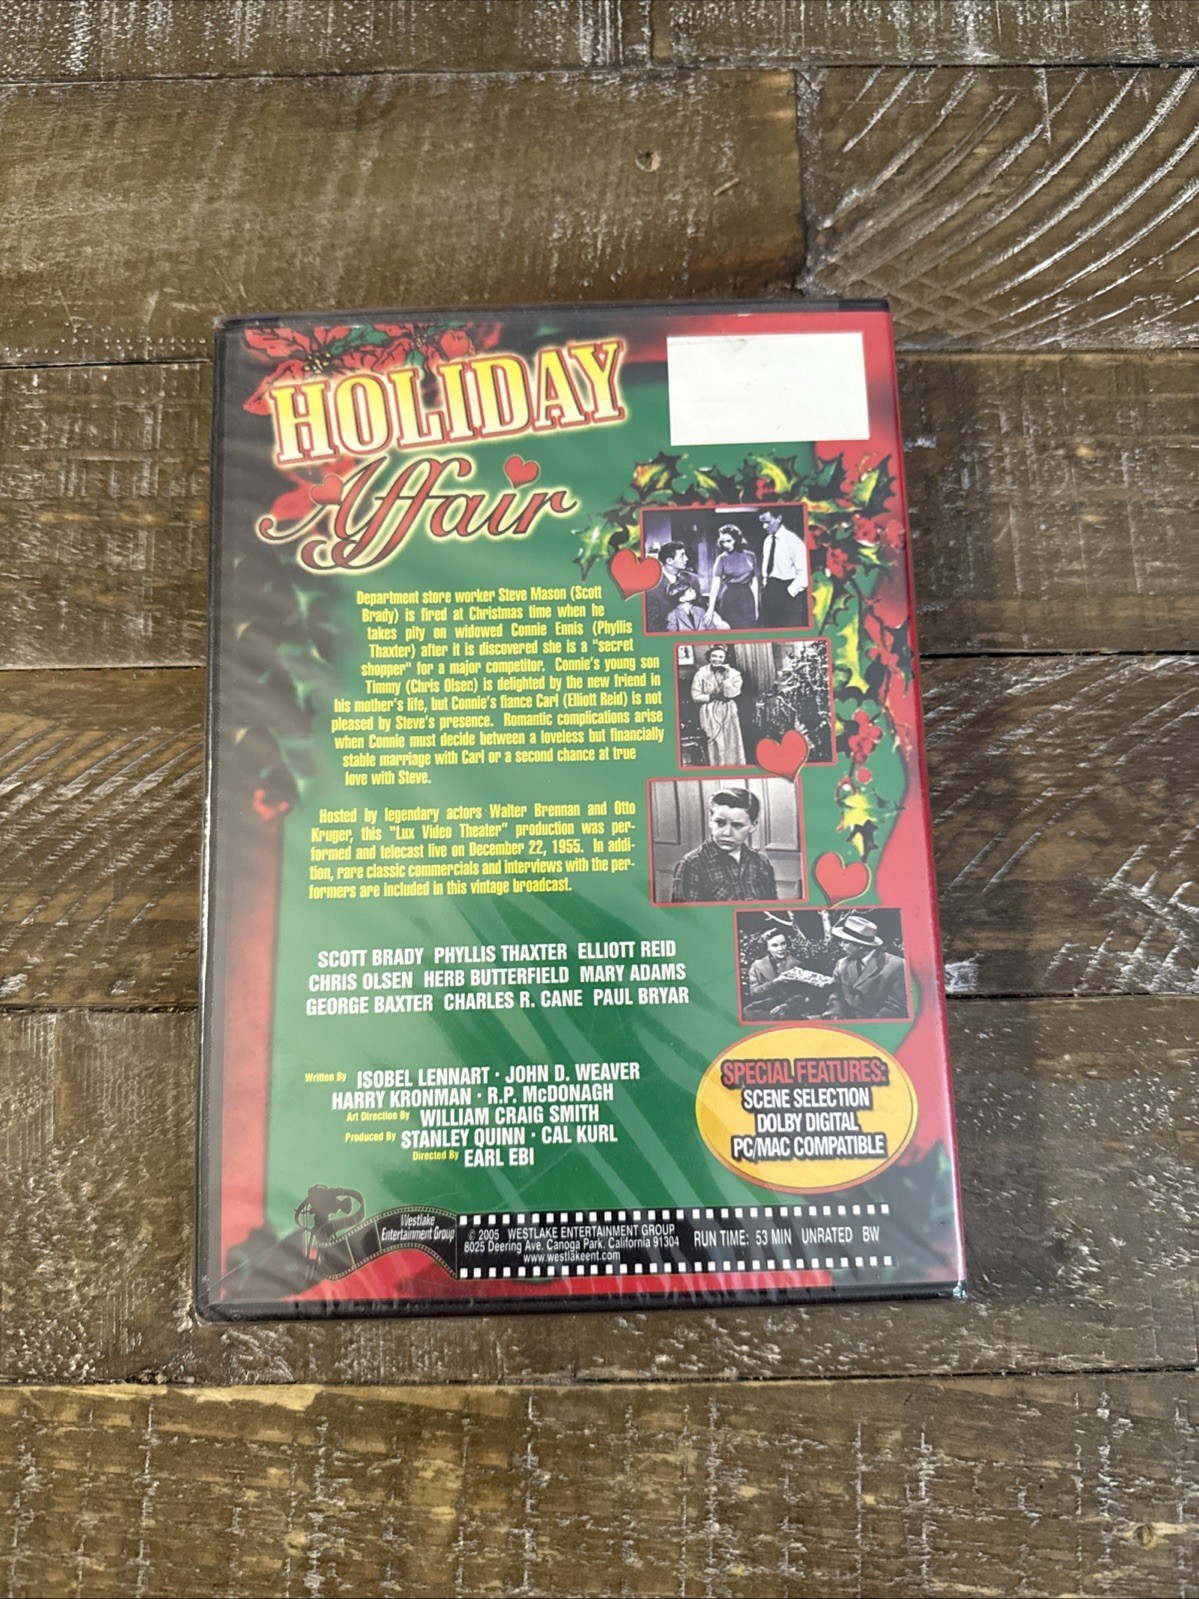 HOLIDAY
Affair
Department store worker Steve Mason (Scott
Brady) is fired at Christmas time when he
takes pity on widowed Connie Ennis (Phyllis
Thaxter) after it is discovered she is a "secret
shopper" for a major competitor. Connie's young son
Timmy (Chris Olsen) is delighted by the new friend in
his mother's life, but Connie's fiance Carl (Elliott Reid) is not
pleased by Steve's presence. Romantic complications arise
when Connie must decide between a loveless but financially
stable marriage with Carl or a second chance at true
love with Steve.
Hosted by legendary actors Walter Brennan and Otto
Kruger, this "Lux Video Theater" production was per-
formed and telecast live on December 22, 1955. In addi-
tion, rare classic commercials and interviews with the per-
formers are included in this vintage broadcast.
SCOTT BRADY PHYLLIS THAXTER ELLIOTT REID
CHRIS OLSEN HERB BUTTERFIELD MARY ADAMS
GEORGE BAXTER CHARLES R. CANE PAUL BRYAR
Written By ISOBEL LENNART · JOHN D. WEAVER
HARRY KRONMAN · R.P. McDONAGH
Art Direction By WILLIAM CRAIG SMITH
Produced By STANLEY QUINN · CAL KURL
Directed By EARL EBI
SPECIAL FEATURES:
SCENE SELECTION
DOLBY DIGITAL
PC/MAC COMPATIBLE
Westlake
Entertainment Group
© 2005 WESTLAKE ENTERTAINMENT GROUP
8025 Deering Ave. Canoga Park, California 91304
www.westlakeent.com
RUN TIME: 53 MIN UNRATED BW